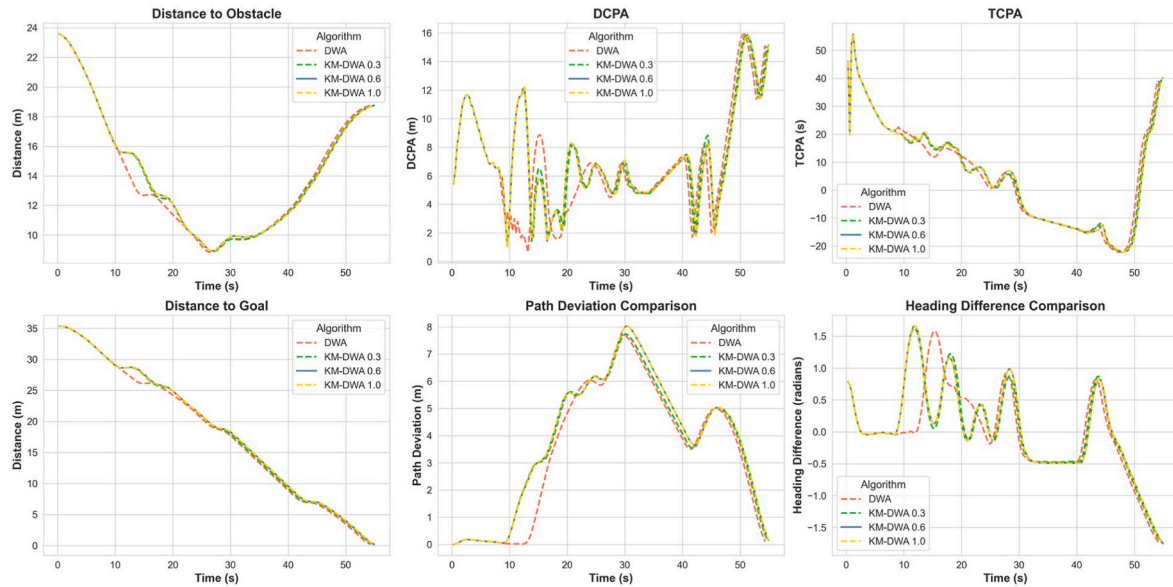 Distance to Obstacle
Distance (m)
24
22
20
18
16
14
12
10
Algorithm
DWA
KM-DWA 0.3
KM-DWA 0.6
KM-DWA 1.0
0 10 20 30 40 50
Time (s)
DCPA
DCPA (m)
16
14
12
10
8
6
4
2
0
Algorithm
DWA
KM-DWA 0.3
KM-DWA 0.6
KM-DWA 1.0
0 10 20 30 40 50
Time (s)
TCPA
TCPA (s)
50
40
30
20
10
0
−10
−20
Algorithm
DWA
KM-DWA 0.3
KM-DWA 0.6
KM-DWA 1.0
0 10 20 30 40 50
Time (s)
Distance to Goal
Distance (m)
35
30
25
20
15
10
5
0
Algorithm
DWA
KM-DWA 0.3
KM-DWA 0.6
KM-DWA 1.0
0 10 20 30 40 50
Time (s)
Path Deviation Comparison
Path Deviation (m)
8
7
6
5
4
3
2
1
0
Algorithm
DWA
KM-DWA 0.3
KM-DWA 0.6
KM-DWA 1.0
0 10 20 30 40 50
Time (s)
Heading Difference Comparison
Heading Difference (radians)
1.5
1.0
0.5
0.0
−0.5
−1.0
−1.5
Algorithm
DWA
KM-DWA 0.3
KM-DWA 0.6
KM-DWA 1.0
0 10 20 30 40 50
Time (s)